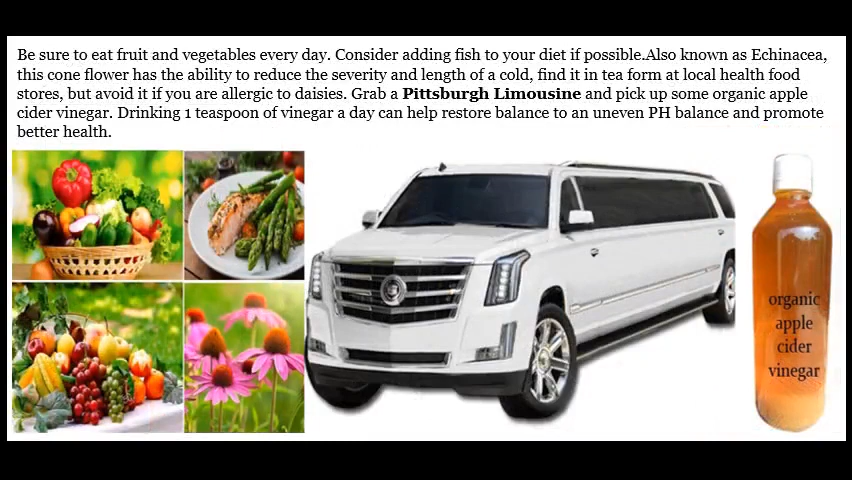 Be sure to eat fruit and vegetables every day. Consider adding fish to your diet if possible.Also known as Echinacea,
this cone flower has the ability to reduce the severity and length of a cold, find it in tea form at local health food
stores, but avoid it if you are allergic to daisies. Grab a Pittsburgh Limousine and pick up some organic apple
cider vinegar. Drinking 1 teaspoon of vinegar a day can help restore balance to an uneven PH balance and promote
better health.
organic
apple
cider
vinegar